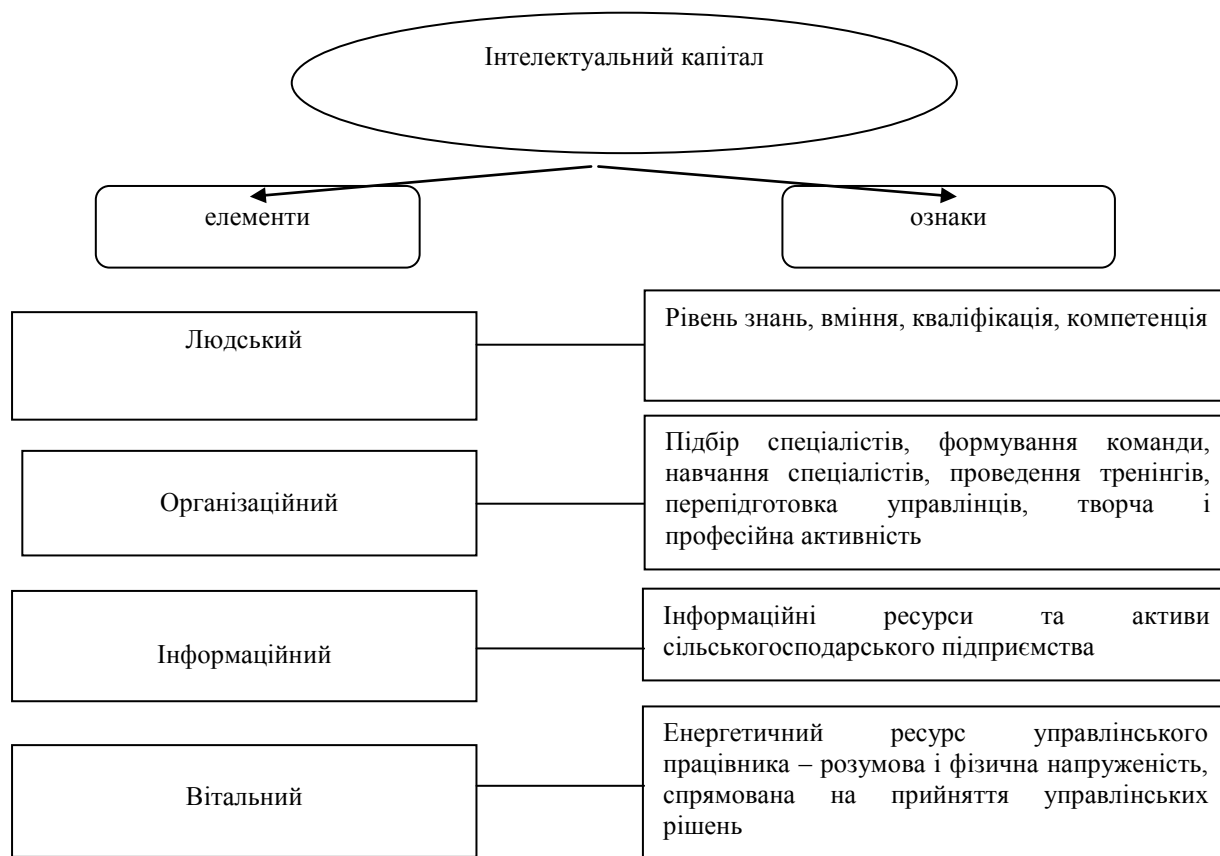 Інтелектуальний капітал
елементи
ознаки
Людський
Рівень знань, вміння, кваліфікація, компетенція
Організаційний
Підбір спеціалістів, формування команди,
навчання спеціалістів, проведення тренінгів,
перепідготовка управлінців, творча і
професійна активність
Інформаційний
Інформаційні ресурси та активи
сільськогосподарського підприємства
Вітальний
Енергетичний ресурс управлінського
працівника – розумова і фізична напруженість,
спрямована на прийняття управлінських
рішень